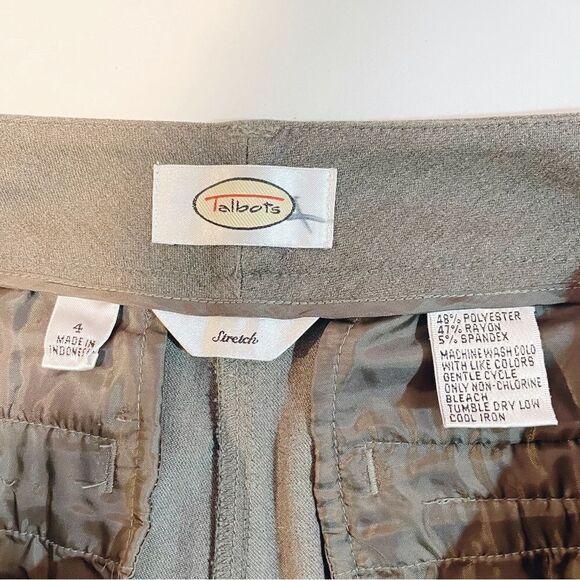 Talbots
4
MADE IN
INDONES
Stretch
48% POLYESTER
47% RAYON
5% SPANDEX
MACHINE WASH COLD
WITH LIKE COLORS
GENTLE CYCLE
ONLY NON-CHLORINE
BLEACH
TUMBLE DRY LOW
COOL IRON